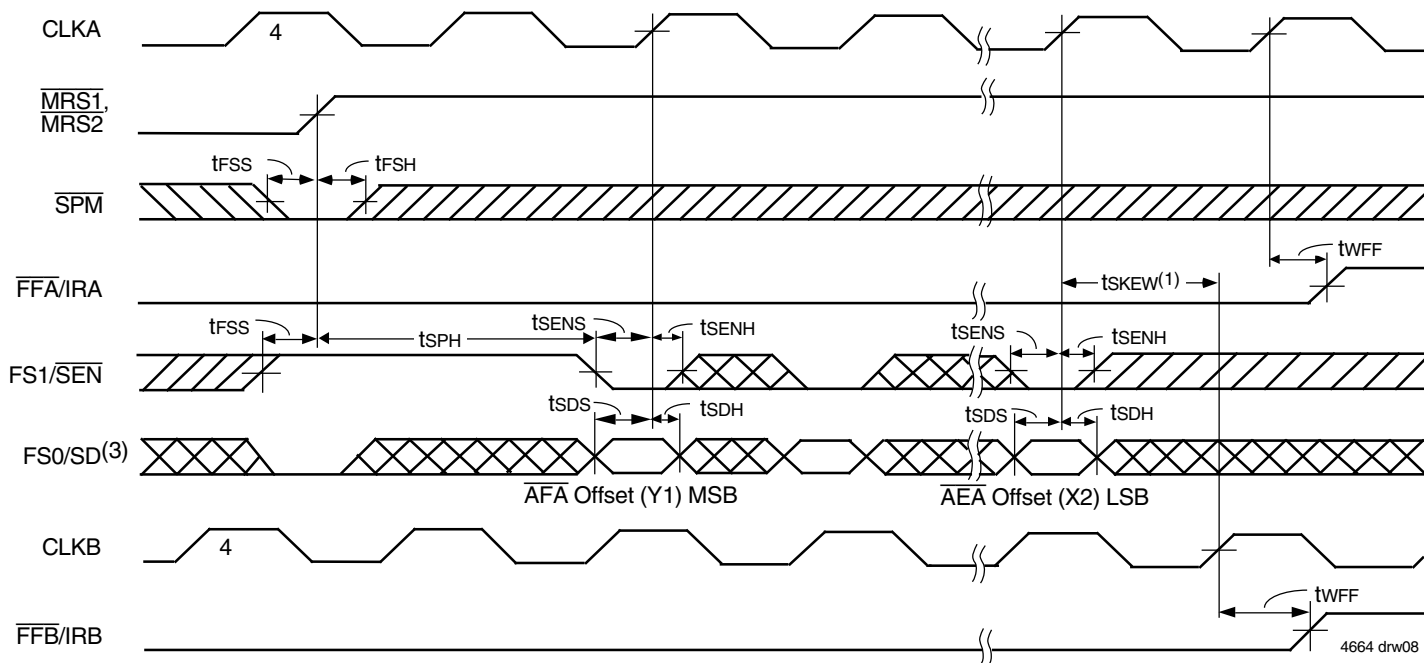 CLKA
4
MRS1,
MRS2
tFSS
tFSH
SPM
tWFF
FFA/IRA
tSKEW(1)
tFSS
tSPH
tSENS
tSENH
tSENS
tSENH
FS1/SEN
tSDS
tSDH
tSDS
tSDH
FS0/SD(3)
AFA Offset (Y1) MSB
AEA Offset (X2) LSB
CLKB
4
tWFF
FFB/IRB
4664 drw08